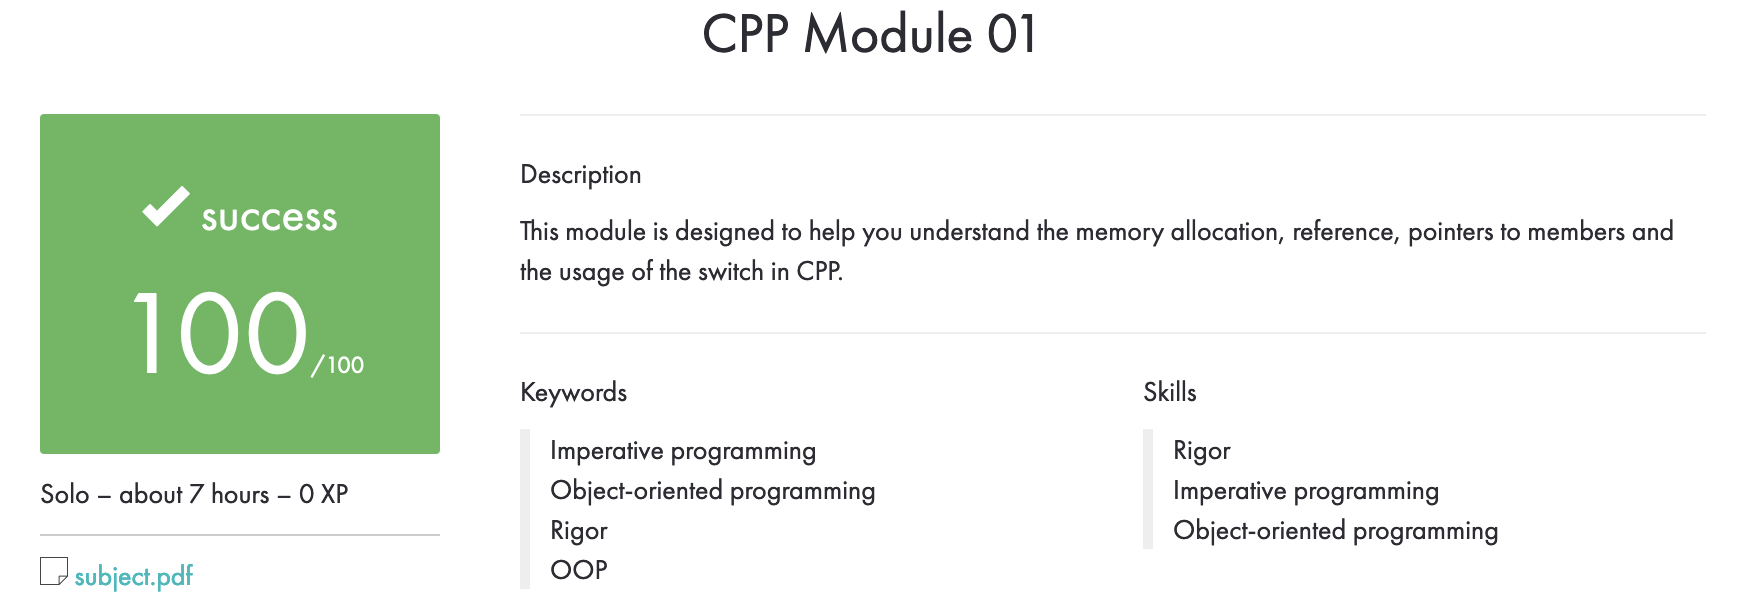 CPP Module 01
success
100/100
Solo – about 7 hours – 0 XP
subject.pdf
Description
This module is designed to help you understand the memory allocation, reference, pointers to members and
the usage of the switch in CPP.
Keywords
Imperative programming
Object-oriented programming
Rigor
OOP
Skills
Rigor
Imperative programming
Object-oriented programming